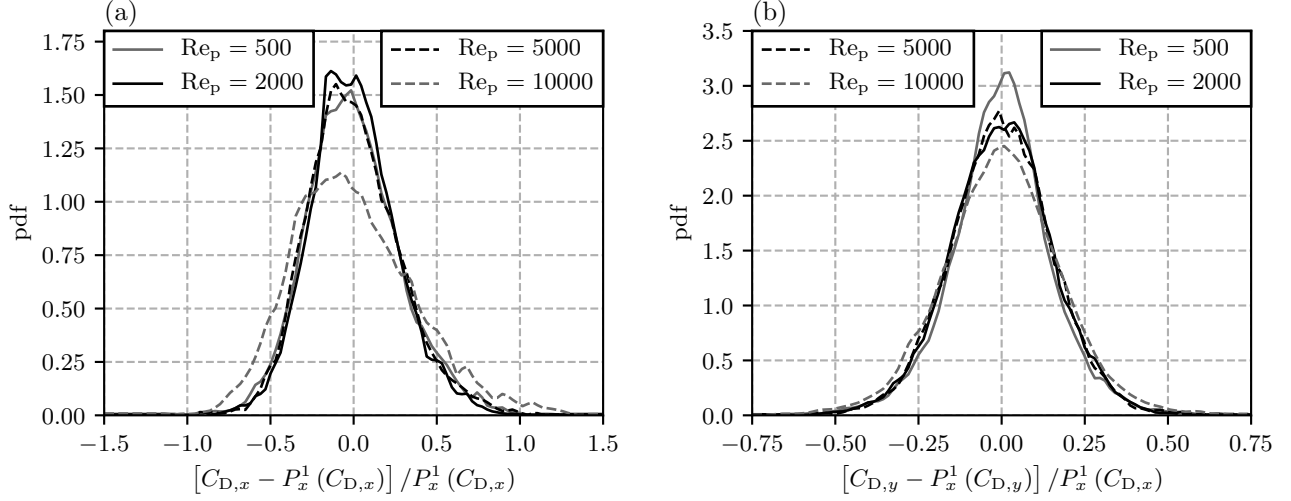 (a)
Re_p = 500
Re_p = 2000
Re_p = 5000
Re_p = 10000
pdf
1.75
1.50
1.25
1.00
0.75
0.50
0.25
0.00
−1.5 −1.0 −0.5 0.0 0.5 1.0 1.5
[C_{D,x} − P_x^1 (C_{D,x})] / P_x^1 (C_{D,x})
(b)
Re_p = 5000
Re_p = 10000
Re_p = 500
Re_p = 2000
pdf
3.5
3.0
2.5
2.0
1.5
1.0
0.5
0.0
−0.75 −0.50 −0.25 0.00 0.25 0.50 0.75
[C_{D,y} − P_x^1 (C_{D,y})] / P_x^1 (C_{D,x})